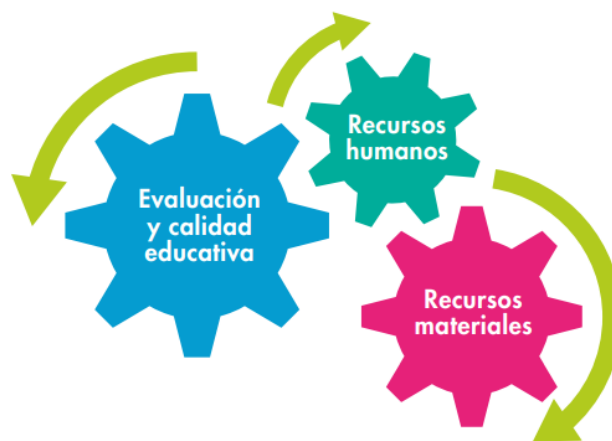 Evaluación
y calidad
educativa
Recursos
humanos
Recursos
materiales